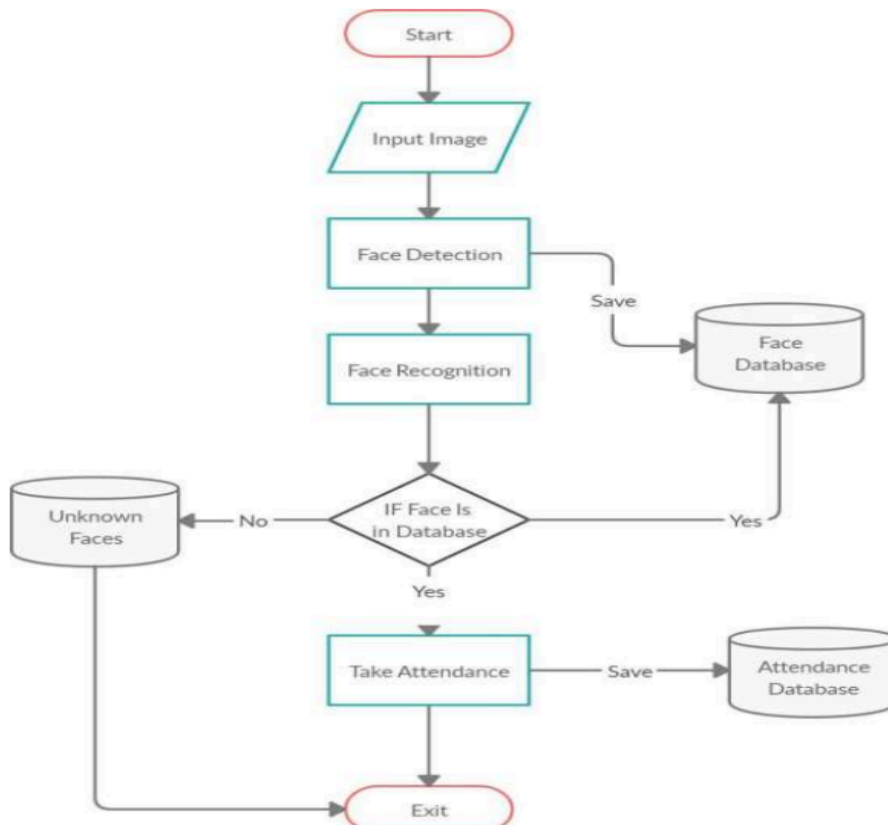 Start
Input Image
Face Detection
Save
Face
Database
Face Recognition
IF Face Is
in Database
No
Unknown
Faces
Yes
Yes
Take Attendance
Save
Attendance
Database
Exit